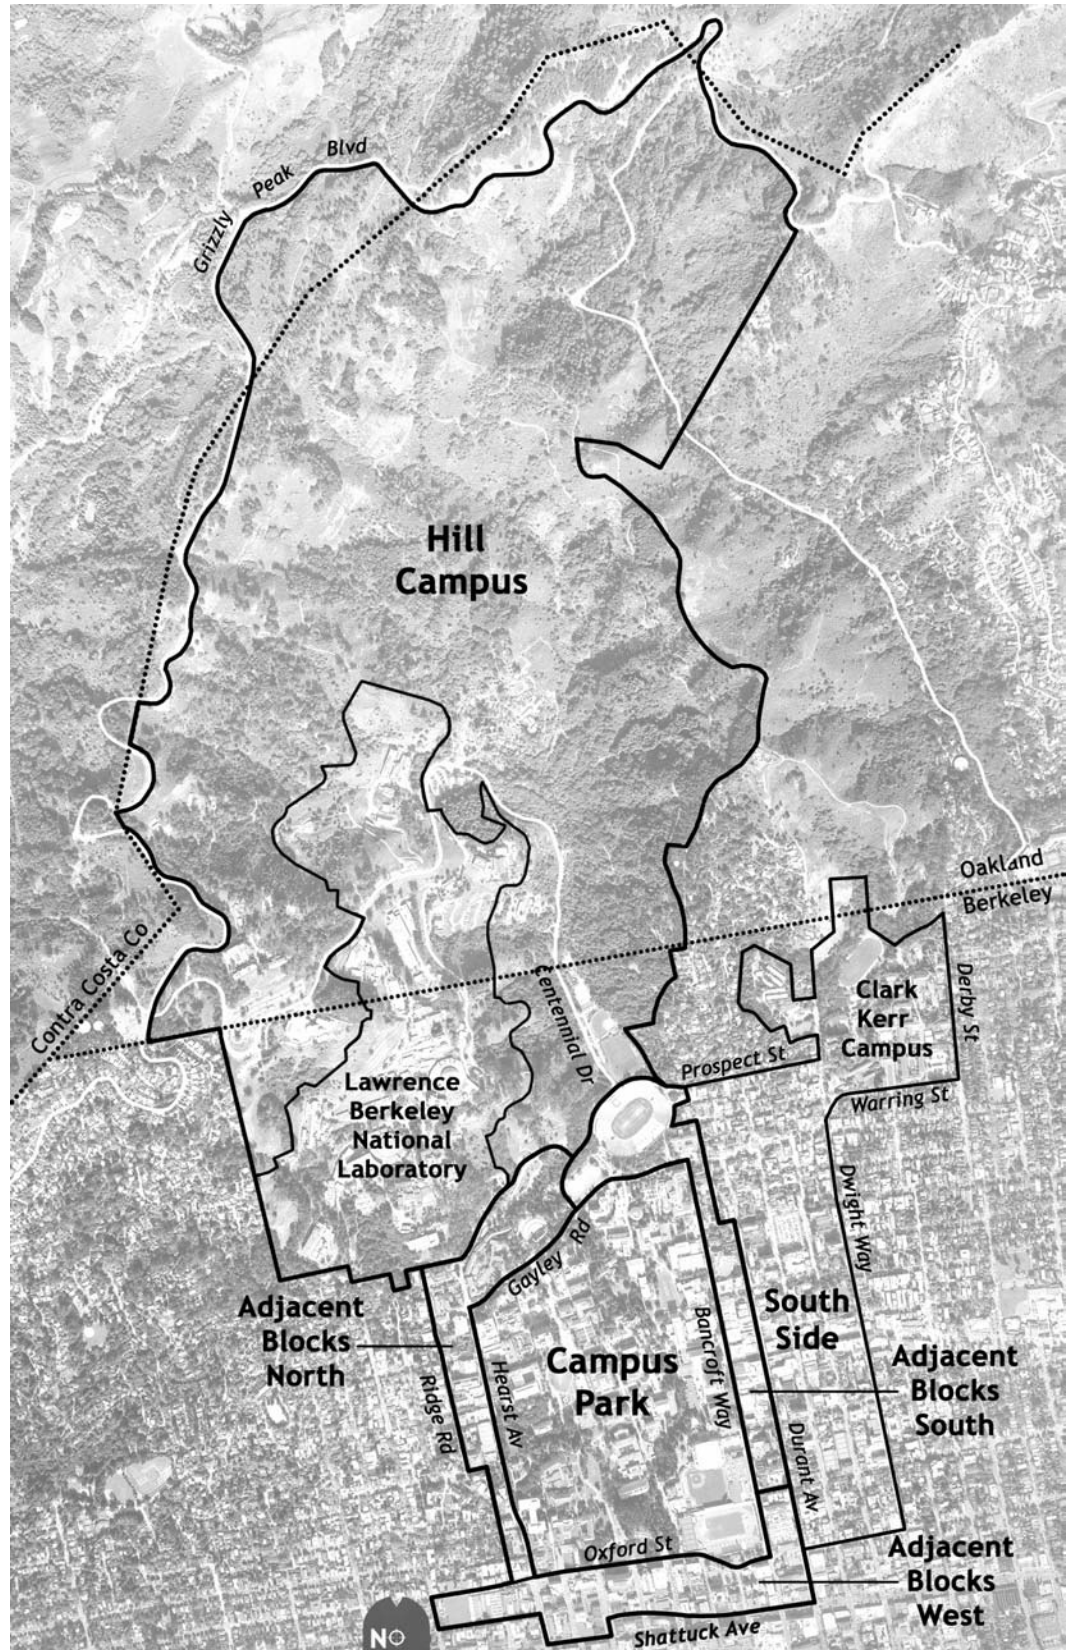 Grizzly Peak Blvd
Hill
Campus
Contra Costa Co
Oakland
Berkeley
Centennial Dr
Clark
Kerr
Campus
Derby St
Prospect St
Warring St
Lawrence
Berkeley
National
Laboratory
Dwight Way
Gayley Rd
Adjacent
Blocks
North
South
Side
Bancroft Way
Campus
Park
Adjacent
Blocks
South
Ridge Rd
Hearst Av
Durant Av
Oxford St
Adjacent
Blocks
West
Shattuck Ave
N